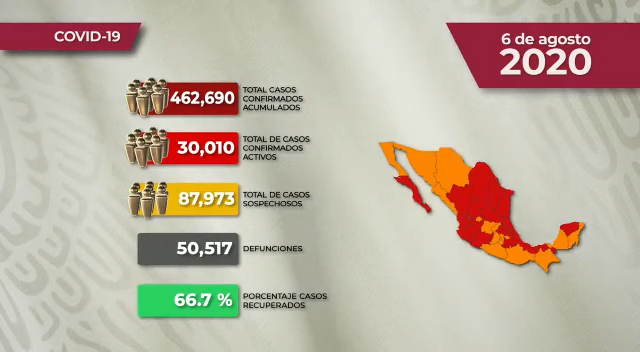 COVID-19
6 de agosto
2020
462,690
TOTAL CASOS
CONFIRMADOS
ACUMULADOS
30,010
TOTAL DE CASOS
CONFIRMADOS
ACTIVOS
87,973
TOTAL DE CASOS
SOSPECHOSOS
50,517
DEFUNCIONES
66.7 %
PORCENTAJE CASOS
RECUPERADOS